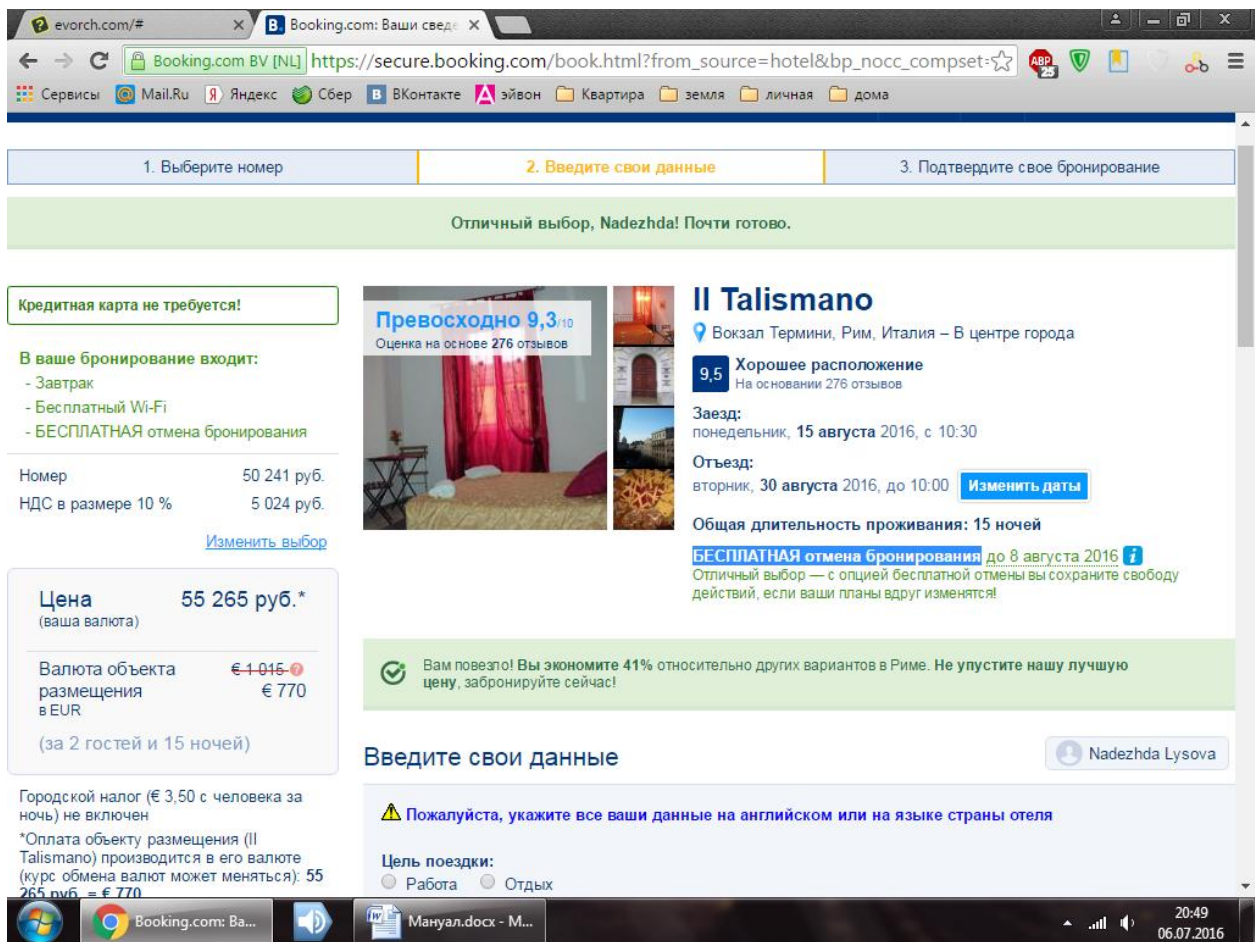 evorch.com/#
Booking.com: Ваши сведе
Booking.com BV [NL] https://secure.booking.com/book.html?from_source=hotel&bp_nocc_compset=
ABP
25
Сервисы Mail.Ru Яндекс Сбер ВКонтакте эйвон Квартира земля личная дома
1. Выберите номер
2. Введите свои данные
3. Подтвердите свое бронирование
Отличный выбор, Nadezhda! Почти готово.
Кредитная карта не требуется!
В ваше бронирование входит:
- Завтрак
- Бесплатный Wi-Fi
- БЕСПЛАТНАЯ отмена бронирования
Номер 50 241 руб.
НДС в размере 10 % 5 024 руб.
Изменить выбор
Цена 55 265 руб.*
(ваша валюта)
Валюта объекта € 1 015
размещения € 770
в EUR
(за 2 гостей и 15 ночей)
Городской налог (€ 3,50 с человека за
ночь) не включен
*Оплата объекту размещения (Il
Talismano) производится в его валюте
(курс обмена валют может меняться): 55
265 руб. = € 770
Превосходно 9,3/10
Оценка на основе 276 отзывов
Il Talismano
Вокзал Термини, Рим, Италия – В центре города
9,5
Хорошее расположение
На основании 276 отзывов
Заезд:
понедельник, 15 августа 2016, с 10:30
Отъезд:
вторник, 30 августа 2016, до 10:00 Изменить даты
Общая длительность проживания: 15 ночей
БЕСПЛАТНАЯ отмена бронирования до 8 августа 2016
Отличный выбор — с опцией бесплатной отмены вы сохраните свободу
действий, если ваши планы вдруг изменятся!
Вам повезло! Вы экономите 41% относительно других вариантов в Риме. Не упустите нашу лучшую
цену, забронируйте сейчас!
Введите свои данные
Nadezhda Lysova
Пожалуйста, укажите все ваши данные на английском или на языке страны отеля
Цель поездки:
Работа Отдых
Booking.com: Ва...
Мануал.docx - M...
20:49
06.07.2016